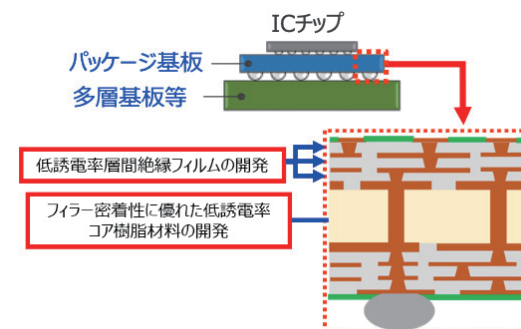 ICチップ
パッケージ基板
多層基板等
低誘電率層間絶縁フィルムの開発
フィラー密着性に優れた低誘電率
コア樹脂材料の開発